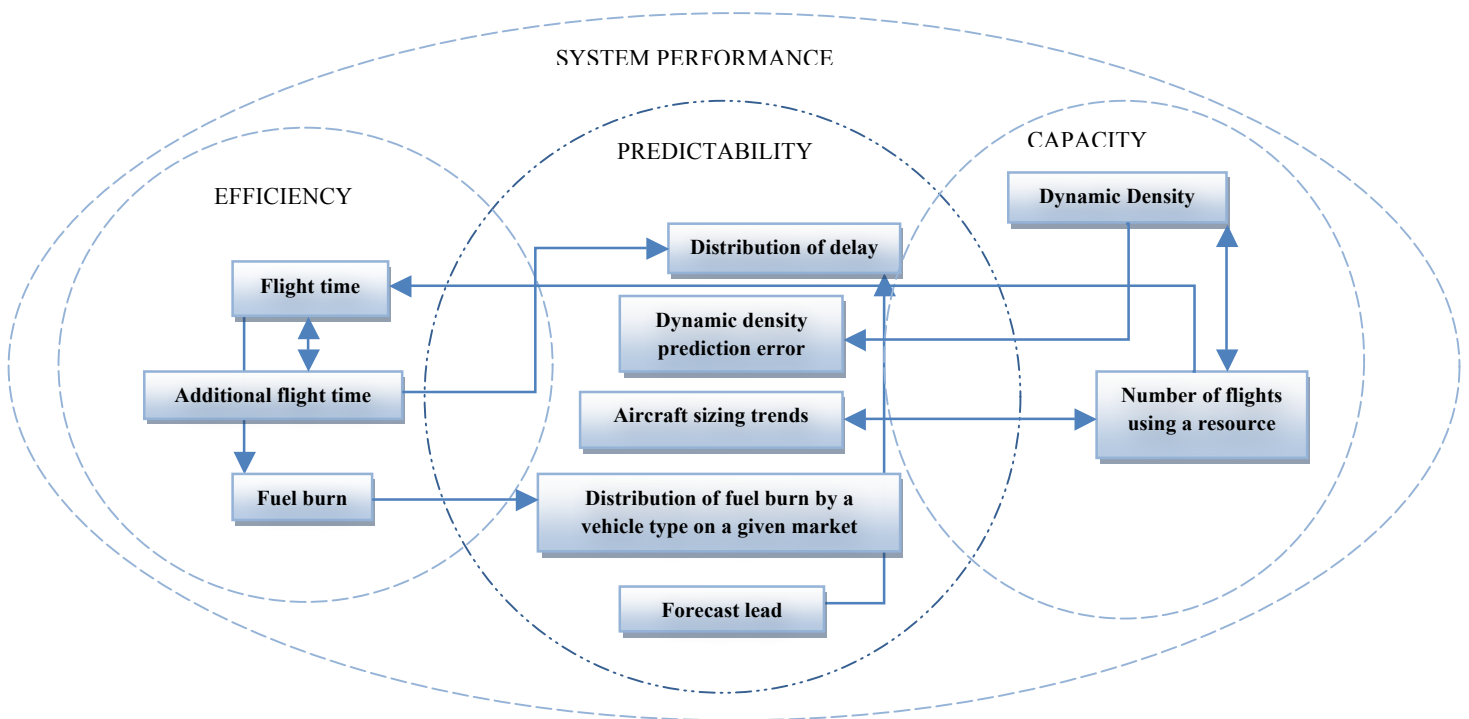 SYSTEM PERFORMANCE
EFFICIENCY
Flight time
Additional flight time
Fuel burn
PREDICTABILITY
Distribution of delay
Dynamic density
prediction error
Aircraft sizing trends
Distribution of fuel burn by a
vehicle type on a given market
Forecast lead
CAPACITY
Dynamic Density
Number of flights
using a resource